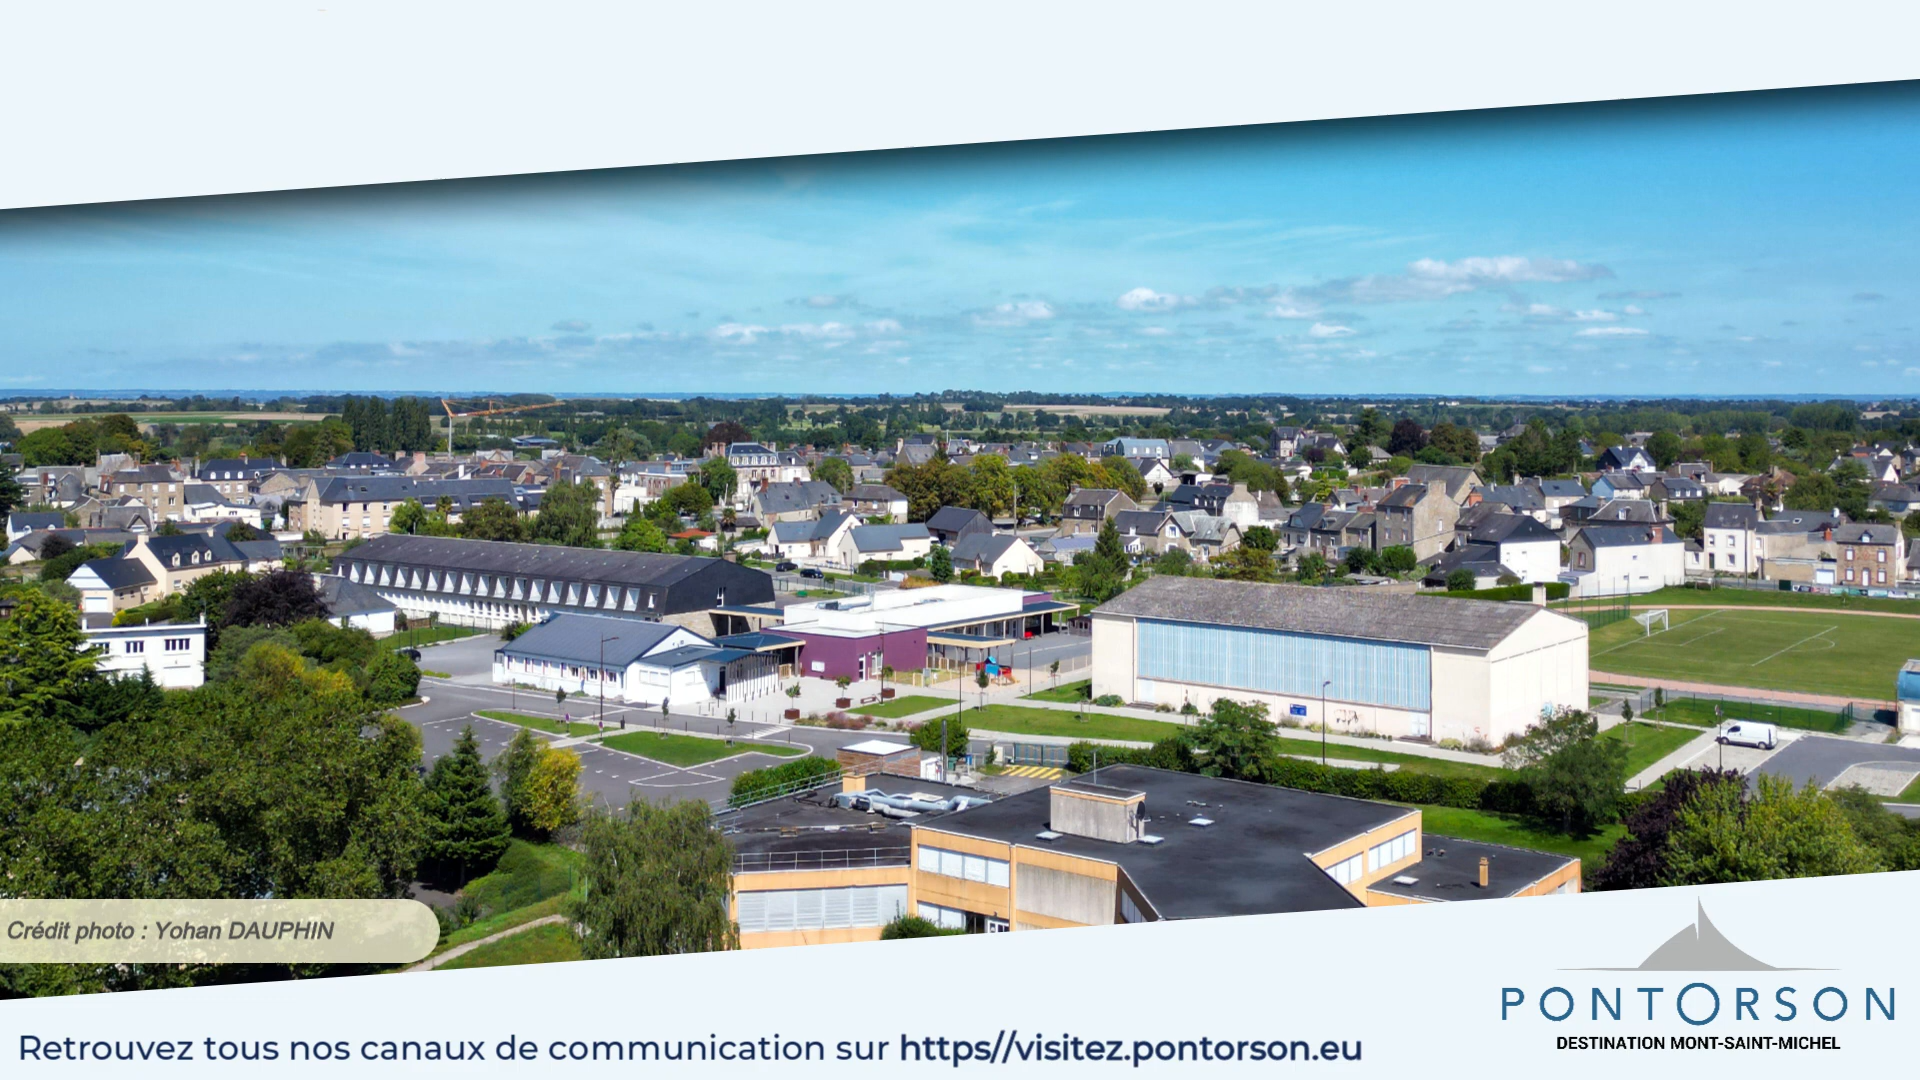 Crédit photo : Yohan DAUPHIN
PONTORSON
DESTINATION MONT-SAINT-MICHEL
Retrouvez tous nos canaux de communication sur https//visitez.pontorson.eu